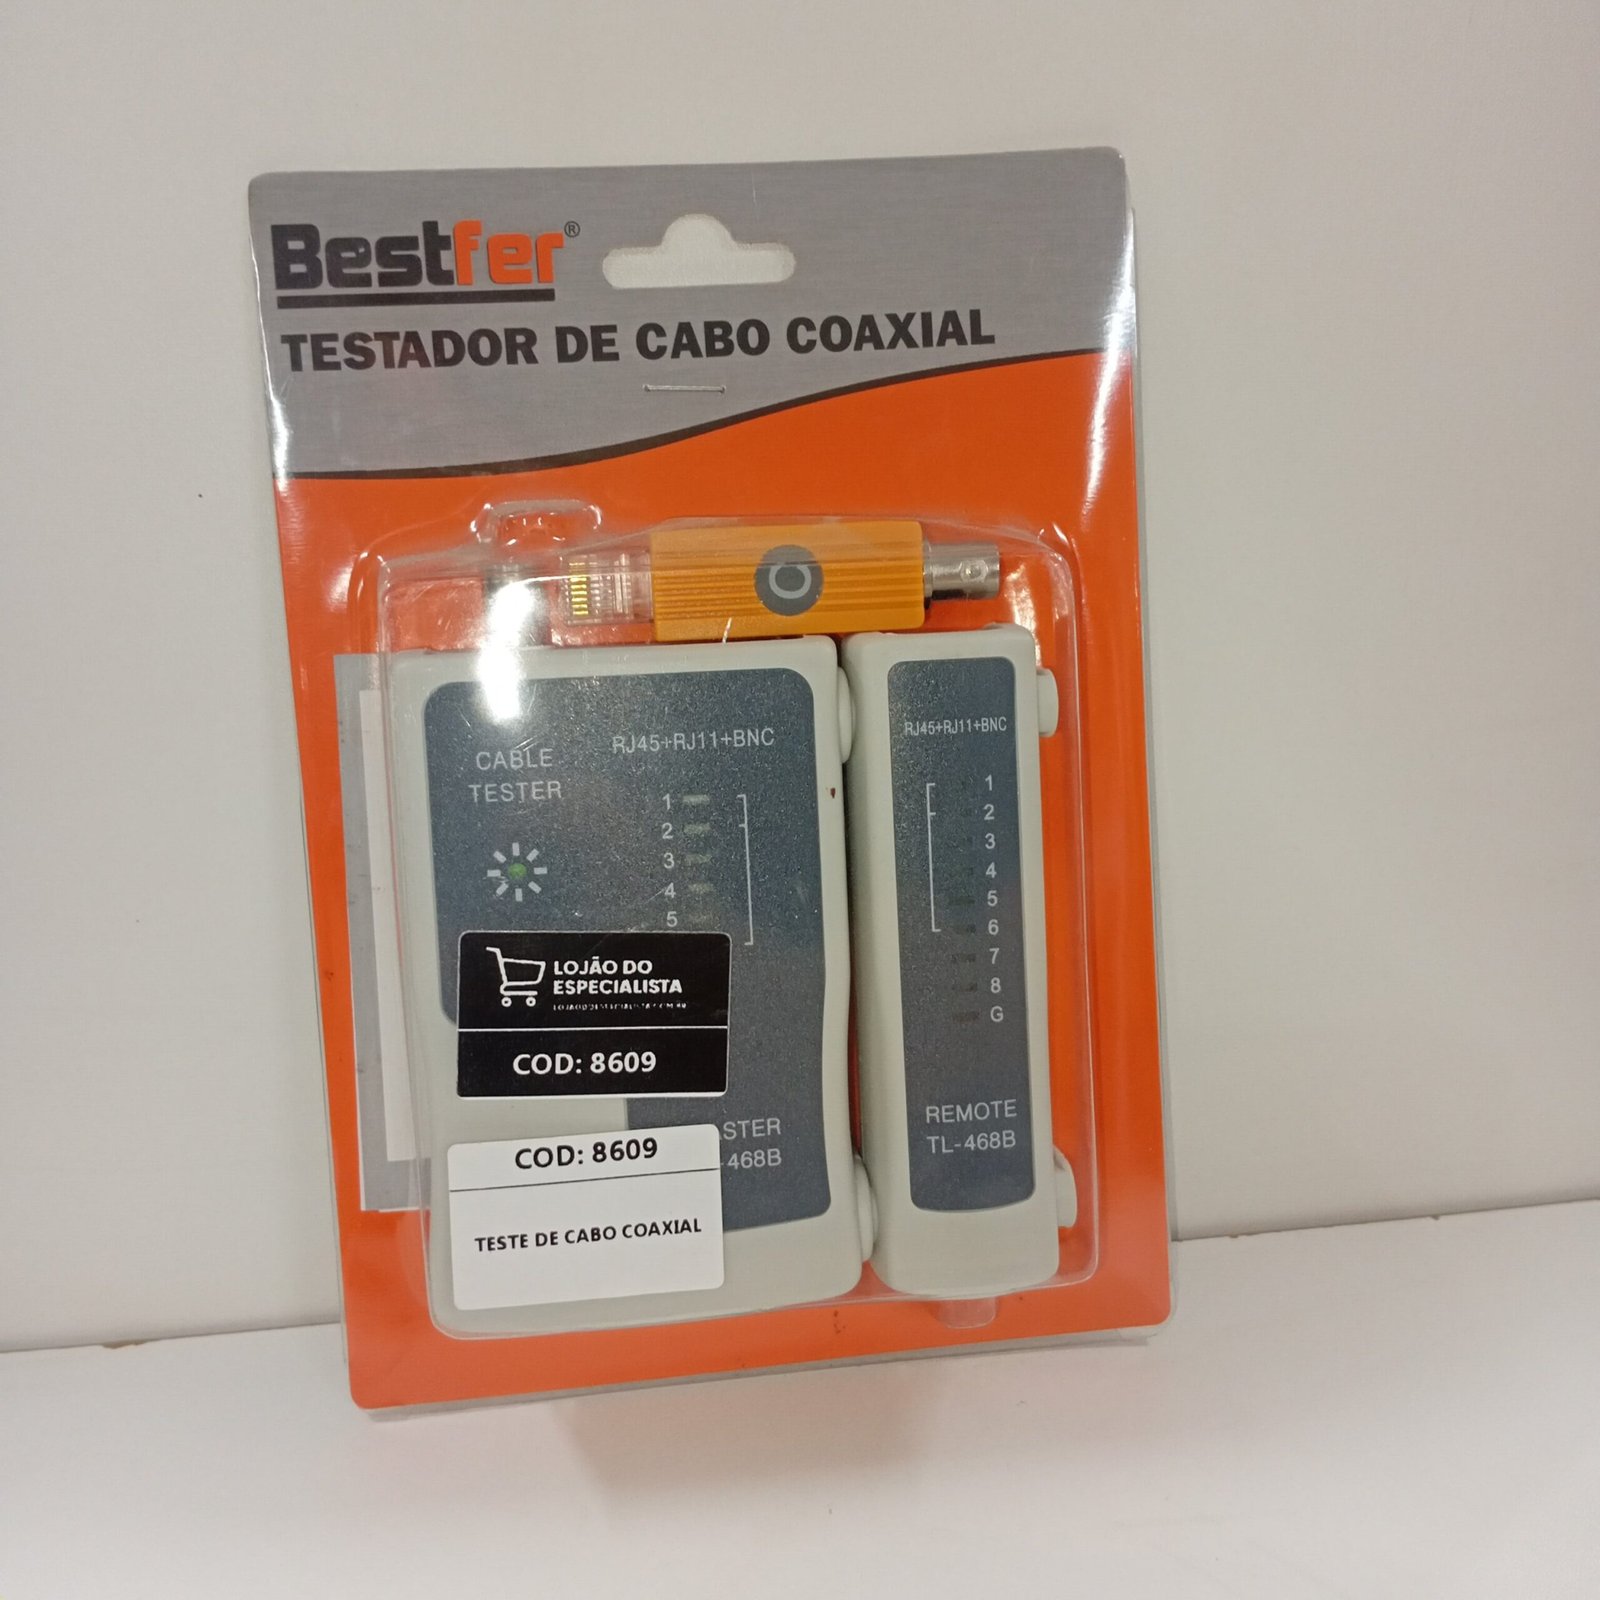 Bestfer®
TESTADOR DE CABO COAXIAL
CABLE
TESTER
RJ45+RJ11+BNC
1
2
3
4
5
LOJÃO DO
ESPECIALISTA
COD: 8609
STER
468B
COD: 8609
TESTE DE CABO COAXIAL
RJ45+RJ11+BNC
1
2
3
4
5
6
7
8
G
REMOTE
TL-468B